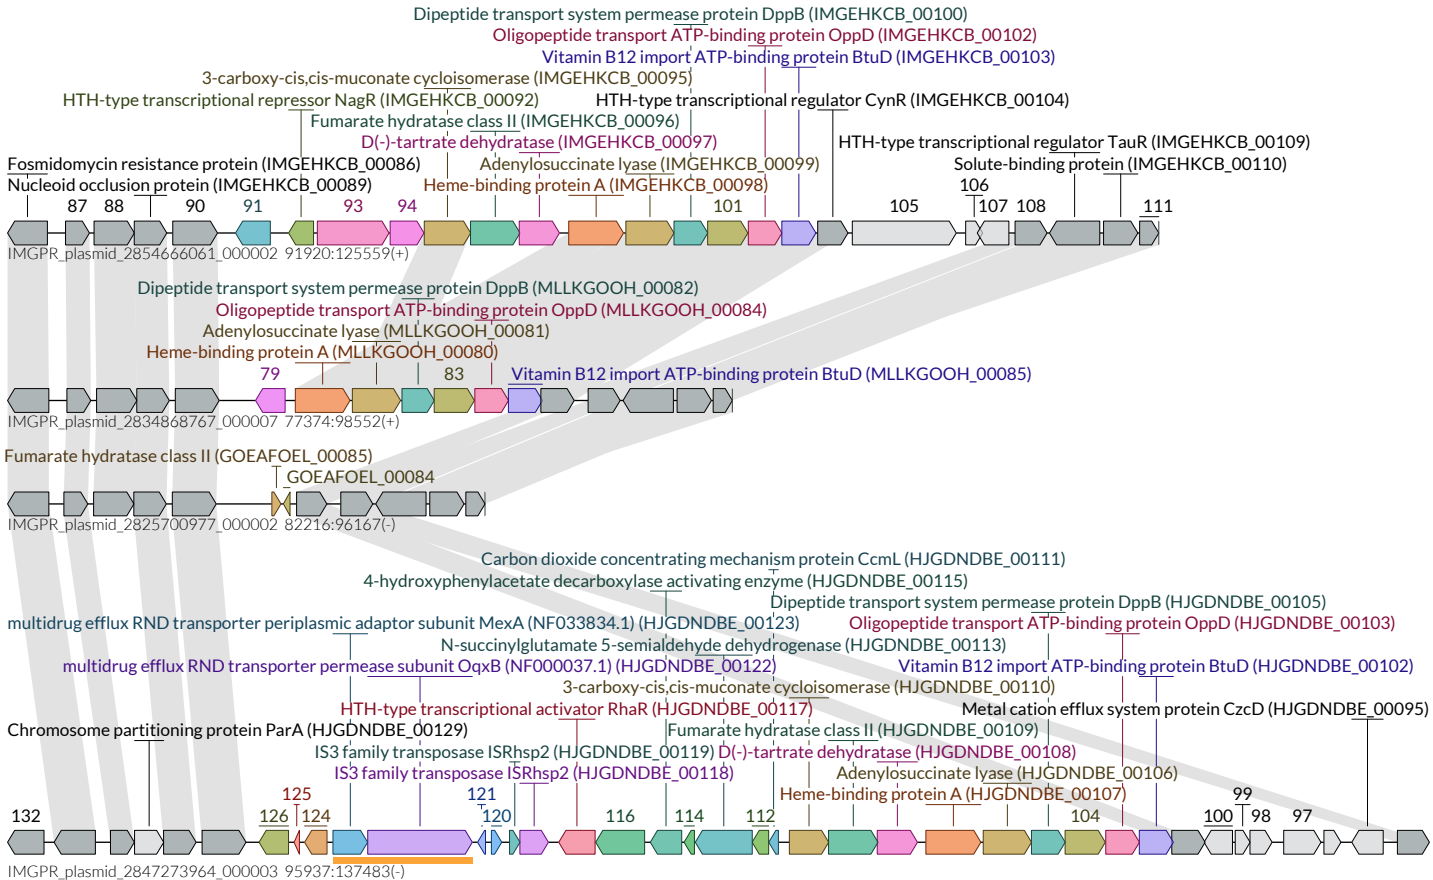 Dipeptide transport system permease protein DppB (IMGEHKCB_00100)
Oligopeptide transport ATP-binding protein OppD (IMGEHKCB_00102)
Vitamin B12 import ATP-binding protein BtuD (IMGEHKCB_00103)
3-carboxy-cis,cis-muconate cycloisomerase (IMGEHKCB_00095)
HTH-type transcriptional repressor NagR (IMGEHKCB_00092) HTH-type transcriptional regulator CynR (IMGEHKCB_00104)
Fumarate hydratase class II (IMGEHKCB_00096)
D(-)-tartrate dehydratase (IMGEHKCB_00097) HTH-type transcriptional regulator TauR (IMGEHKCB_00109)
Fosmidomycin resistance protein (IMGEHKCB_00086) Adenylosuccinate lyase (IMGEHKCB_00099) Solute-binding protein (IMGEHKCB_00110)
Nucleoid occlusion protein (IMGEHKCB_00089) Heme-binding protein A (IMGEHKCB_00098) 106
87 88 90 91 93 94 101 105 107 108 111
IMGPR_plasmid_2854666061_000002 91920:125559(+)
Dipeptide transport system permease protein DppB (MLLKGOOH_00082)
Oligopeptide transport ATP-binding protein OppD (MLLKGOOH_00084)
Adenylosuccinate lyase (MLLKGOOH_00081)
Heme-binding protein A (MLLKGOOH_00080)
79 83 Vitamin B12 import ATP-binding protein BtuD (MLLKGOOH_00085)
IMGPR_plasmid_2834868767_000007 77374:98552(+)
Fumarate hydratase class II (GOEAFOEL_00085)
GOEAFOEL_00084
IMGPR_plasmid_2825700977_000002 82216:96167(-)
Carbon dioxide concentrating mechanism protein CcmL (HJGDNDBE_00111)
4-hydroxyphenylacetate decarboxylase activating enzyme (HJGDNDBE_00115)
Dipeptide transport system permease protein DppB (HJGDNDBE_00105)
multidrug efflux RND transporter periplasmic adaptor subunit MexA (NF033834.1) (HJGDNDBE_00123) Oligopeptide transport ATP-binding protein OppD (HJGDNDBE_00103)
N-succinylglutamate 5-semialdehyde dehydrogenase (HJGDNDBE_00113)
multidrug efflux RND transporter permease subunit OqxB (NF000037.1) (HJGDNDBE_00122) Vitamin B12 import ATP-binding protein BtuD (HJGDNDBE_00102)
3-carboxy-cis,cis-muconate cycloisomerase (HJGDNDBE_00110)
HTH-type transcriptional activator RhaR (HJGDNDBE_00117) Metal cation efflux system protein CzcD (HJGDNDBE_00095)
Chromosome partitioning protein ParA (HJGDNDBE_00129) Fumarate hydratase class II (HJGDNDBE_00109)
IS3 family transposase ISRhsp2 (HJGDNDBE_00119) D(-)-tartrate dehydratase (HJGDNDBE_00108)
IS3 family transposase ISRhsp2 (HJGDNDBE_00118) Adenylosuccinate lyase (HJGDNDBE_00106)
125 121 Heme-binding protein A (HJGDNDBE_00107) 99
132 126 124 120 116 114 112 104 100 98 97
IMGPR_plasmid_2847273964_000003 95937:137483(-)